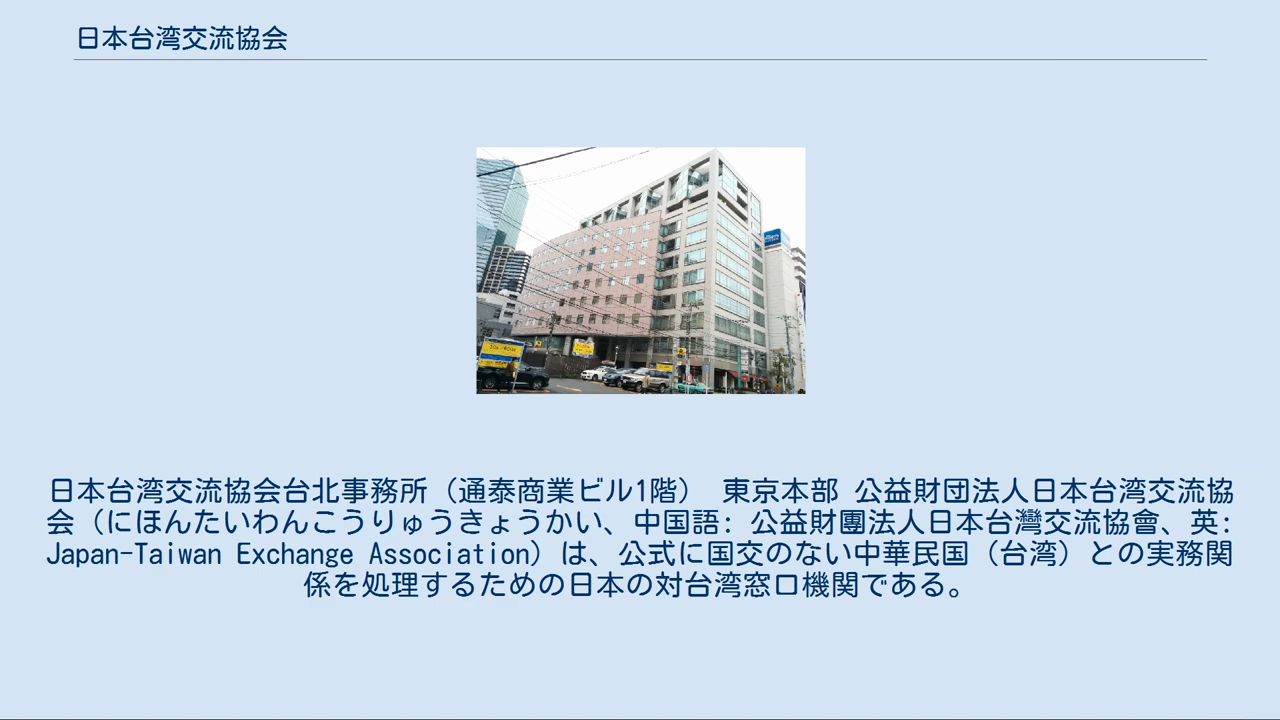 日本台湾交流協会
日本台湾交流協会台北事務所（通泰商業ビル1階） 東京本部 公益財団法人日本台湾交流協
会（にほんたいわんこうりゅうきょうかい、中国語: 公益財團法人日本台灣交流協會、英:
Japan-Taiwan Exchange Association）は、公式に国交のない中華民国（台湾）との実務関
係を処理するための日本の対台湾窓口機関である。